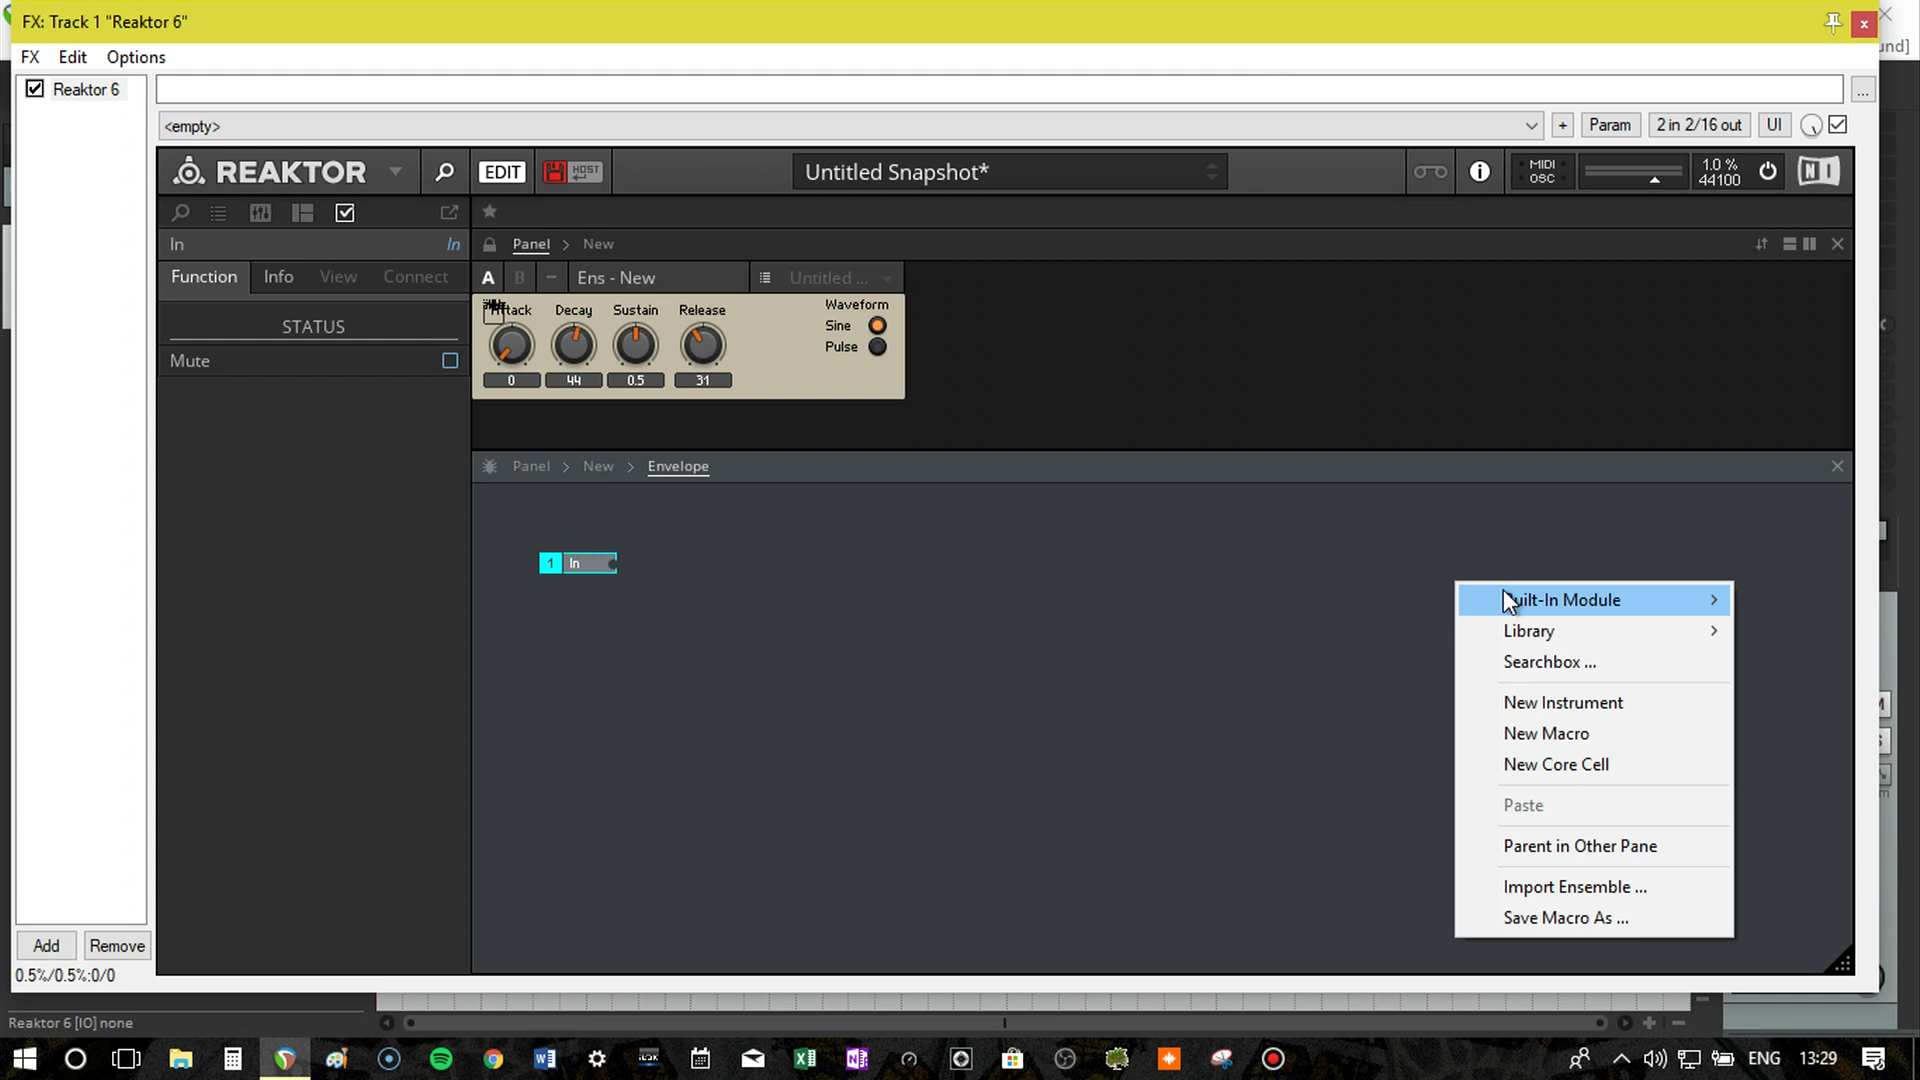 FX: Track 1 "Reaktor 6"
und]
FX Edit Options
Reaktor 6
...
<empty>
+ Param 2 in 2/16 out UI
REAKTOR EDIT HOST Untitled Snapshot* MIDI OSC 1.0 % 44100 NI
In In
Panel > New
Function Info View Connect
A B Ens - New Untitled ...
STATUS
Mute
Attack Decay Sustain Release Waveform
Sine
Pulse
0 44 0.5 31
Panel > New > Envelope
1 In
Built-In Module
Library
Searchbox ...
New Instrument
New Macro
New Core Cell
Paste
Parent in Other Pane
Import Ensemble ...
Save Macro As ...
Add Remove
0.5%/0.5%:0/0
Reaktor 6 [IO] none
ENG 13:29